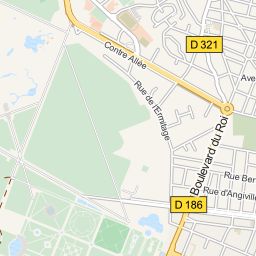 D 321
Contre Allée
Ave
Rue de l'Ermitage
Boulevard du Roi
Rue Ber
Rue d'Angivill
D 186